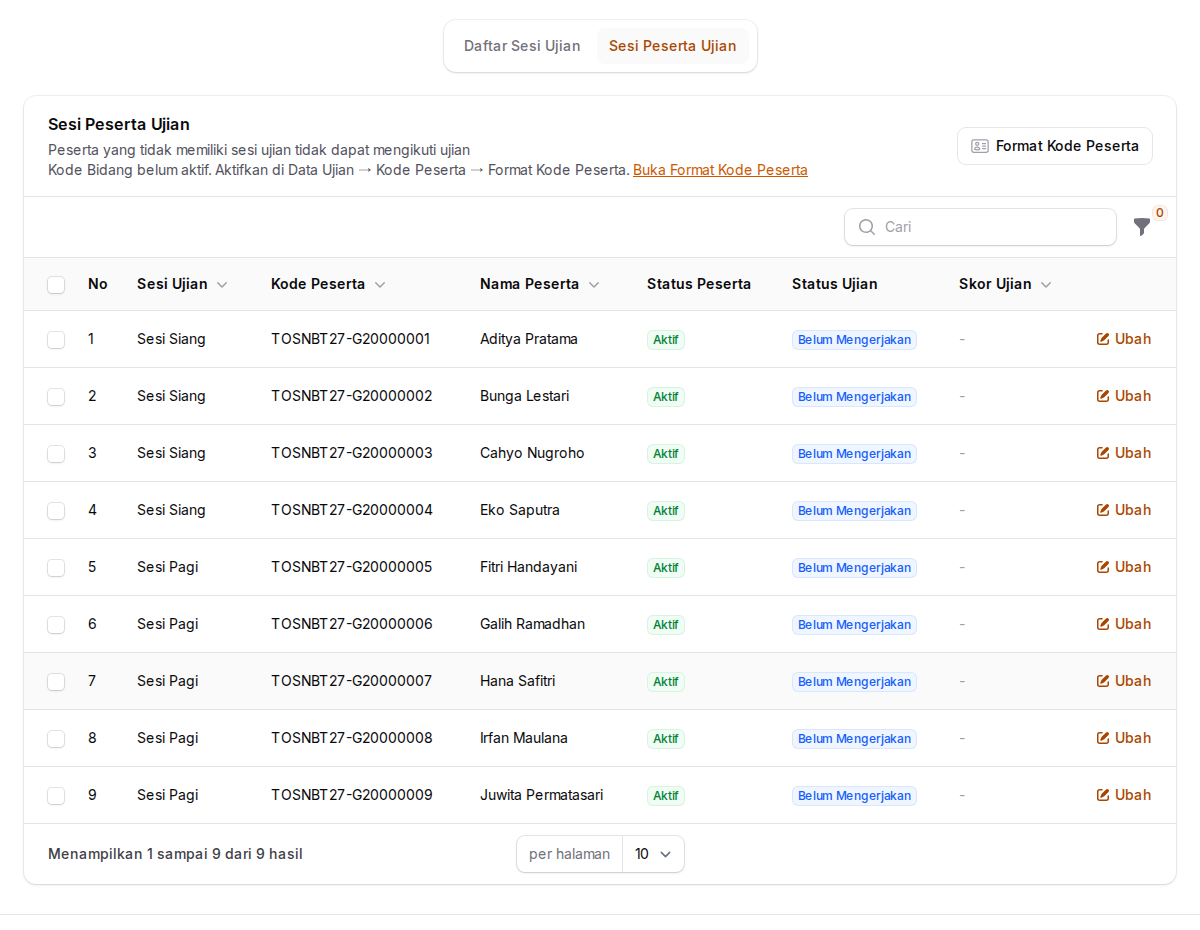 Daftar Sesi Ujian Sesi Peserta Ujian
Sesi Peserta Ujian
Peserta yang tidak memiliki sesi ujian tidak dapat mengikuti ujian
Kode Bidang belum aktif. Aktifkan di Data Ujian → Kode Peserta → Format Kode Peserta. Buka Format Kode Peserta
Format Kode Peserta
Cari 0
No Sesi Ujian Kode Peserta Nama Peserta Status Peserta Status Ujian Skor Ujian
1 Sesi Siang TOSNBT27-G20000001 Aditya Pratama Aktif Belum Mengerjakan - Ubah
2 Sesi Siang TOSNBT27-G20000002 Bunga Lestari Aktif Belum Mengerjakan - Ubah
3 Sesi Siang TOSNBT27-G20000003 Cahyo Nugroho Aktif Belum Mengerjakan - Ubah
4 Sesi Siang TOSNBT27-G20000004 Eko Saputra Aktif Belum Mengerjakan - Ubah
5 Sesi Pagi TOSNBT27-G20000005 Fitri Handayani Aktif Belum Mengerjakan - Ubah
6 Sesi Pagi TOSNBT27-G20000006 Galih Ramadhan Aktif Belum Mengerjakan - Ubah
7 Sesi Pagi TOSNBT27-G20000007 Hana Safitri Aktif Belum Mengerjakan - Ubah
8 Sesi Pagi TOSNBT27-G20000008 Irfan Maulana Aktif Belum Mengerjakan - Ubah
9 Sesi Pagi TOSNBT27-G20000009 Juwita Permatasari Aktif Belum Mengerjakan - Ubah
Menampilkan 1 sampai 9 dari 9 hasil per halaman 10